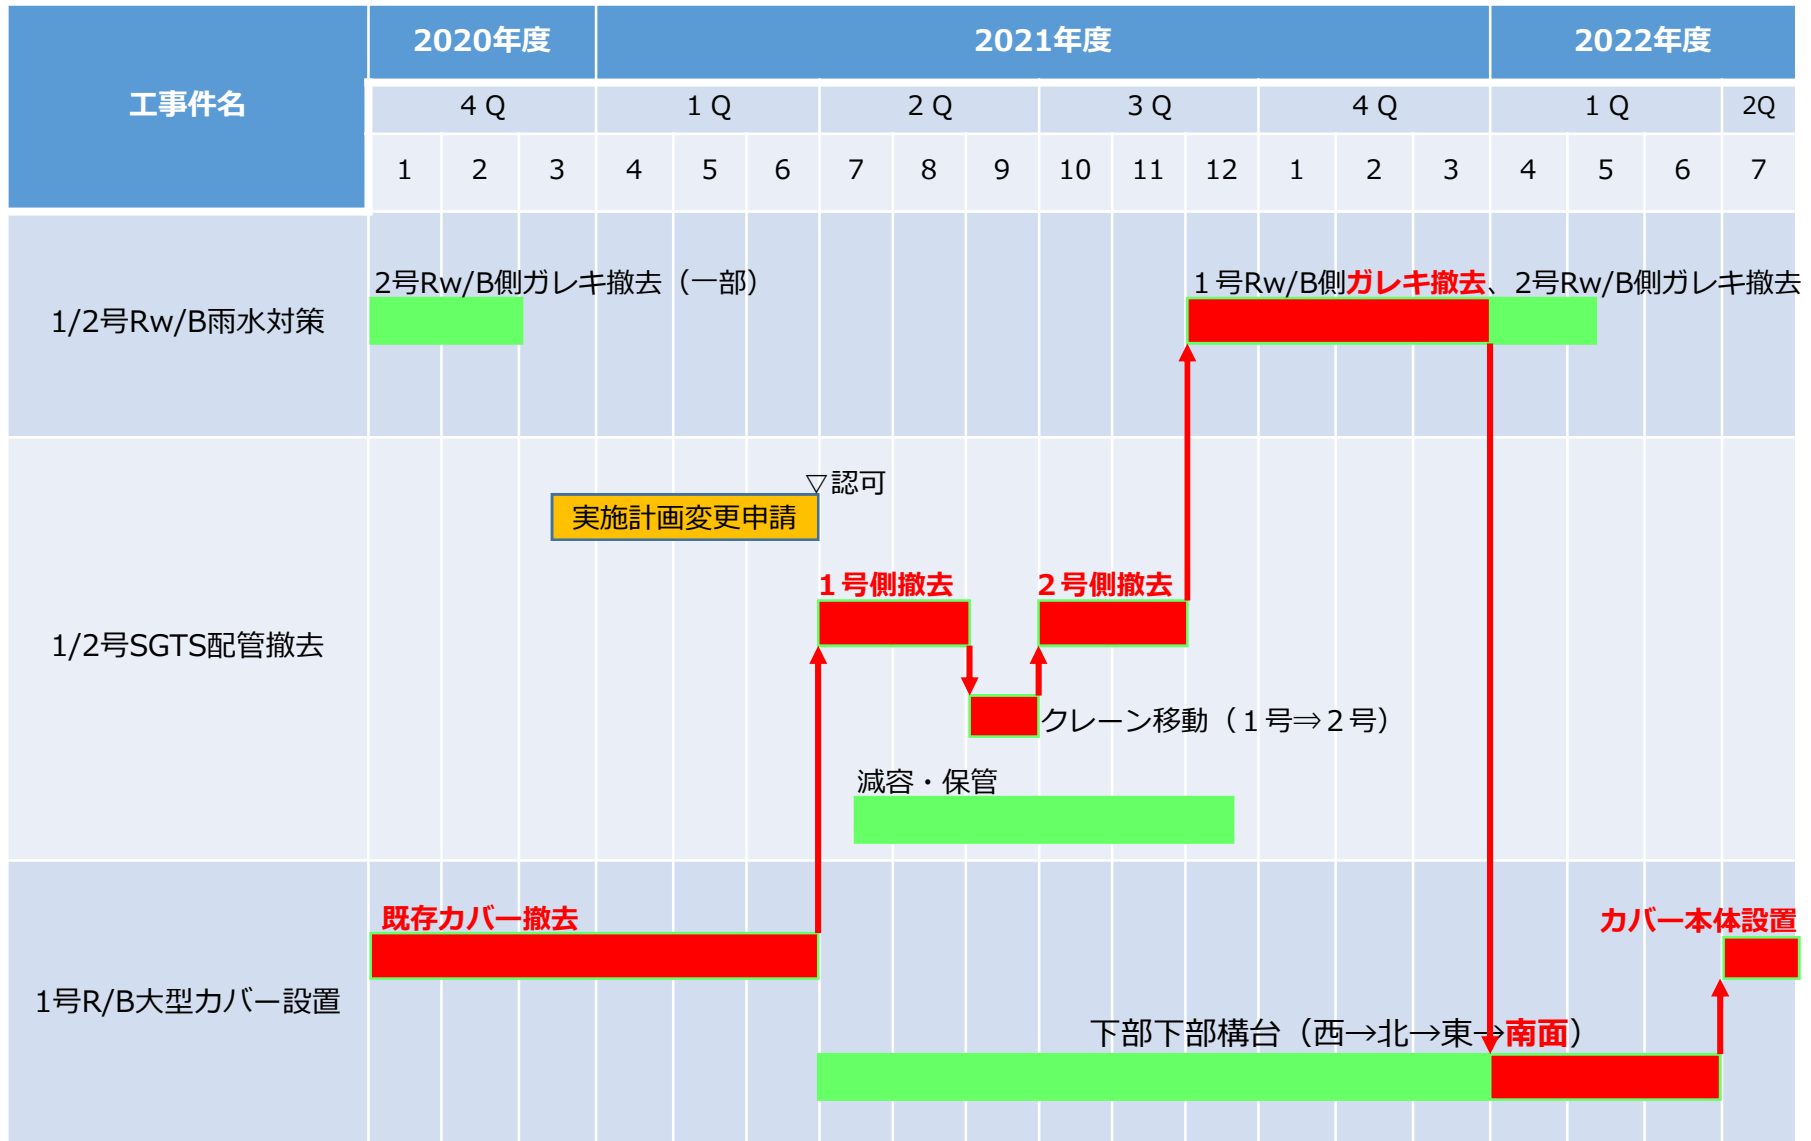 工事件名
2020年度 2021年度 2022年度
4Q 1Q 2Q 3Q 4Q 1Q 2Q
1 2 3 4 5 6 7 8 9 10 11 12 1 2 3 4 5 6 7
1/2号Rw/B雨水対策
2号Rw/B側ガレキ撤去（一部）
1号Rw/B側ガレキ撤去、2号Rw/B側ガレキ撤去
1/2号SGTS配管撤去
▽認可
実施計画変更申請
１号側撤去
２号側撤去
クレーン移動（１号⇒２号）
減容・保管
1号R/B大型カバー設置
既存カバー撤去
カバー本体設置
下部下部構台（西→北→東→南面）